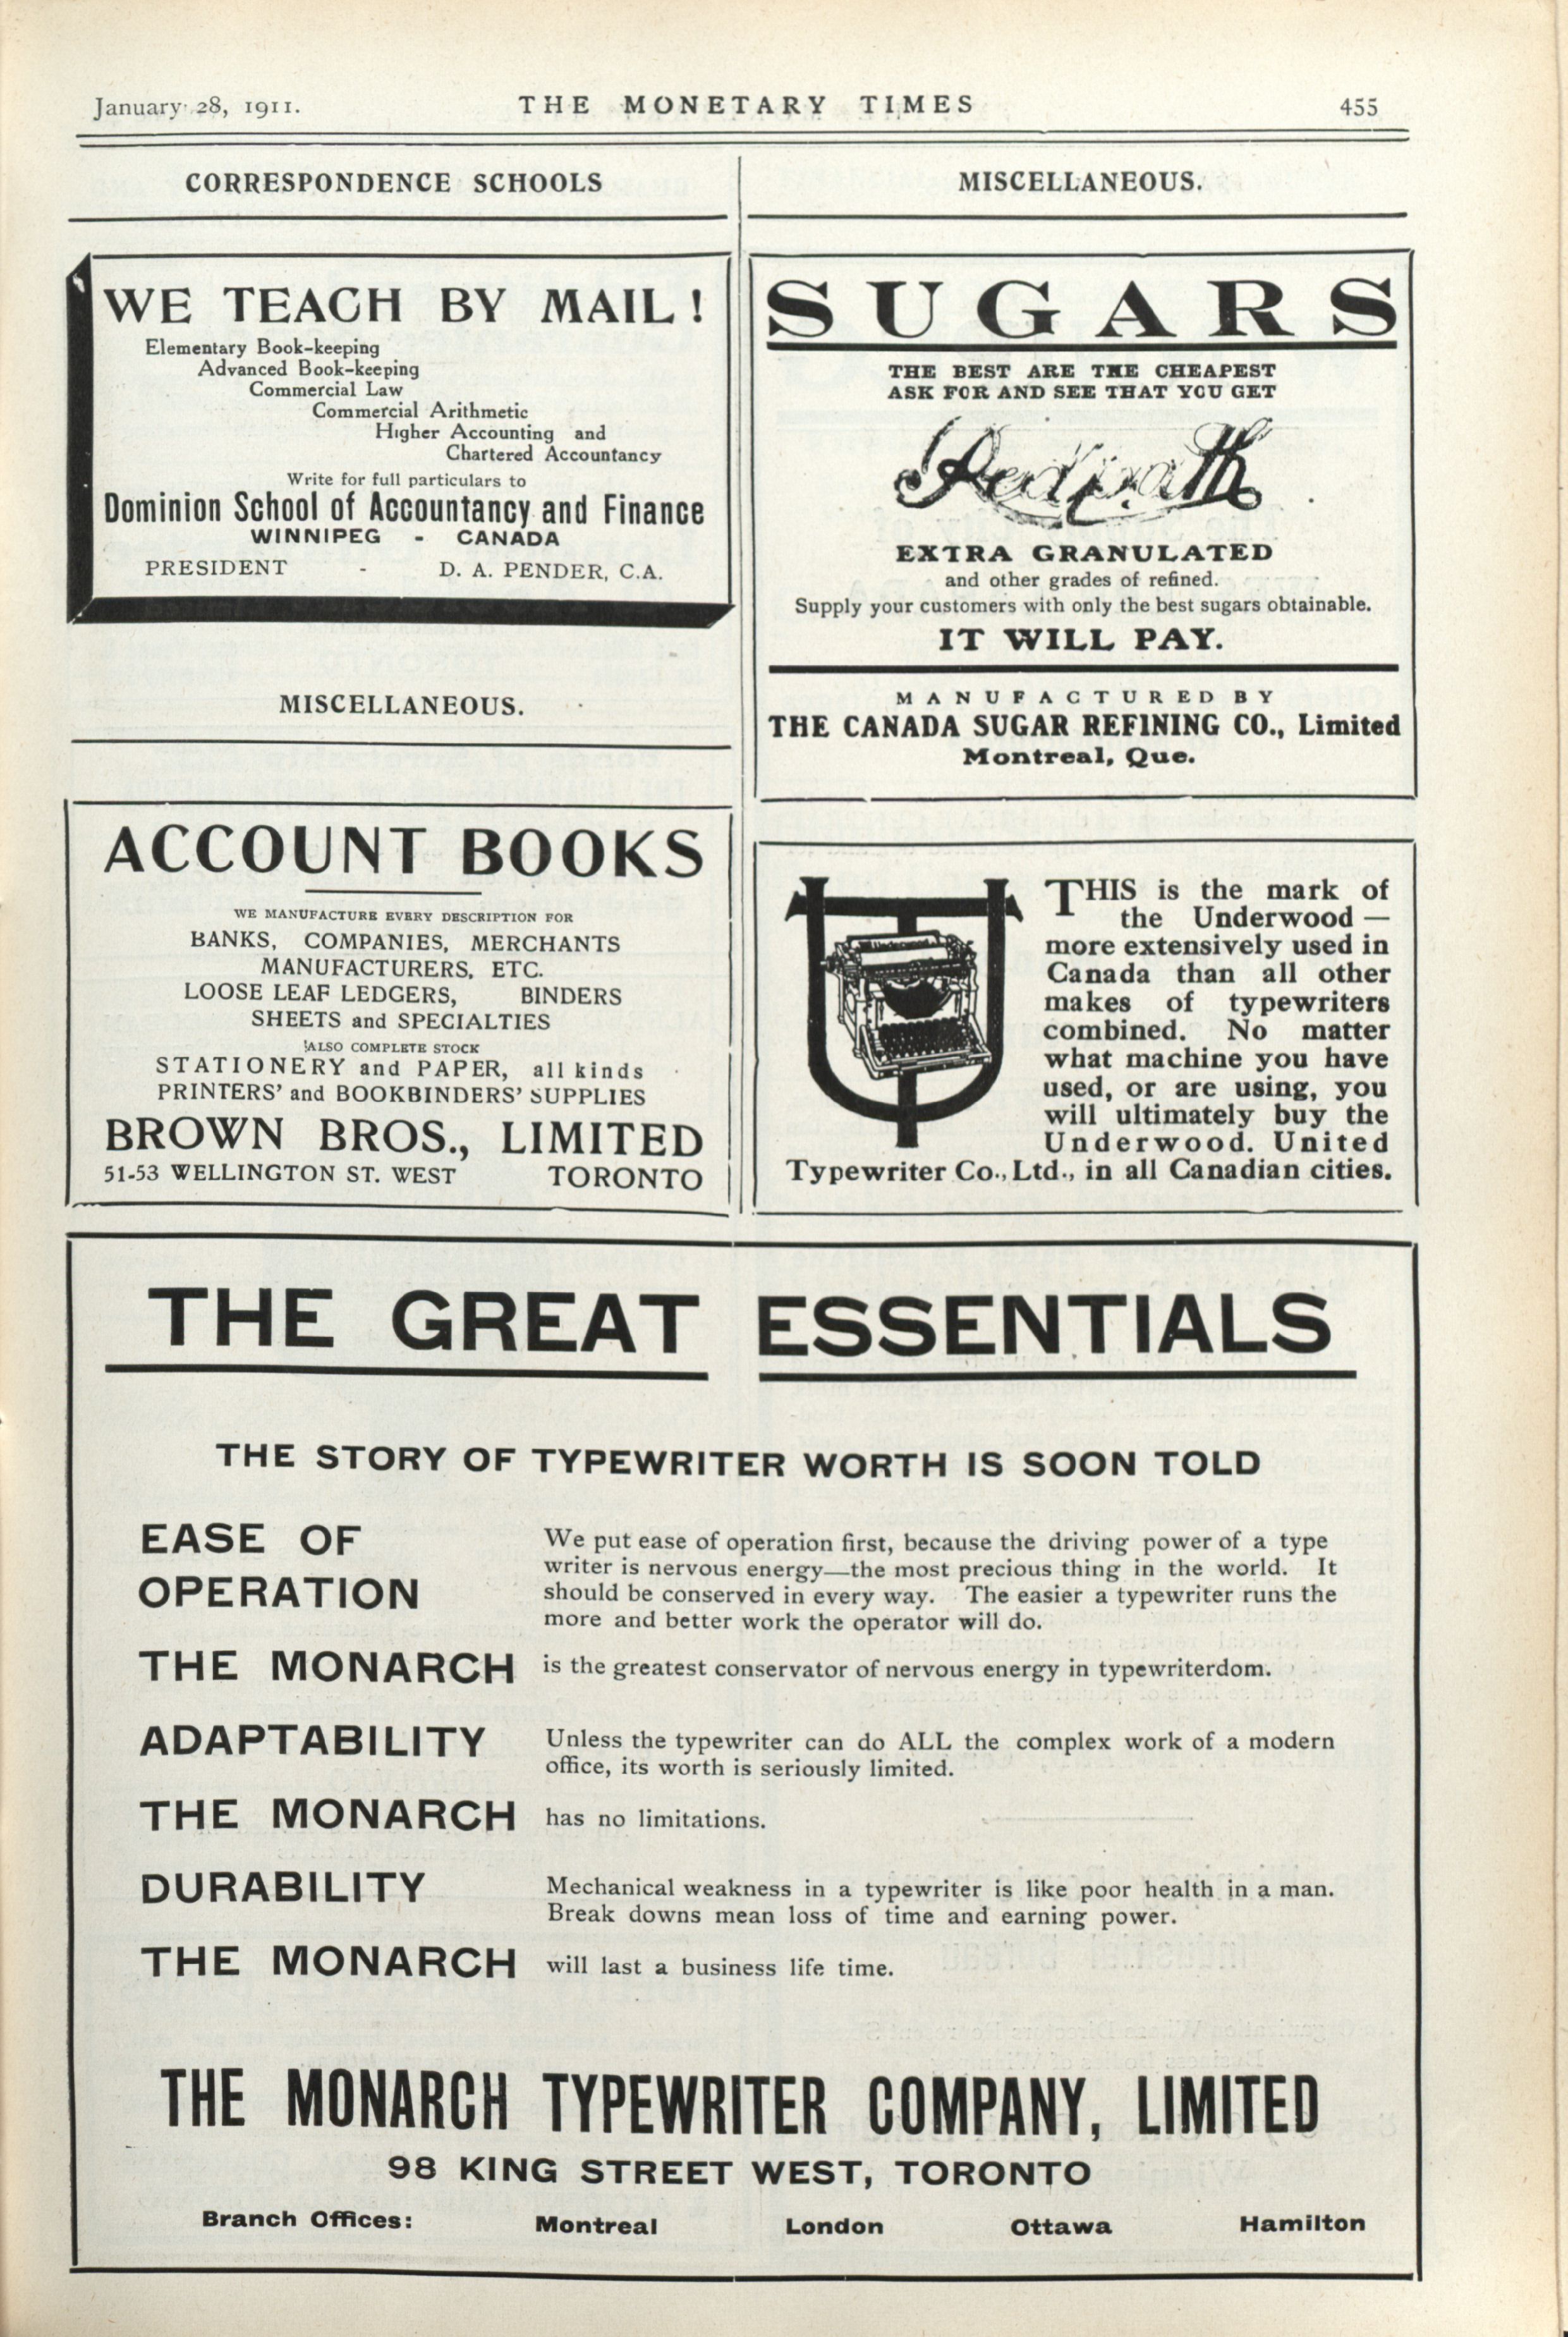 January 28, 1911.
THE MONETARY TIMES
455
CORRESPONDENCE SCHOOLS
WE TEACH BY MAIL!
Elementary Book-keeping
Advanced Book-keeping
Commercial Law
Commercial Arithmetic
Higher Accounting and
Chartered Accountancy
Write for full particulars to
Dominion School of Accountancy and Finance
WINNIPEG - CANADA
PRESIDENT - D. A. PENDER, C.A.
MISCELLANEOUS.
ACCOUNT BOOKS
WE MANUFACTURE EVERY DESCRIPTION FOR
BANKS, COMPANIES, MERCHANTS
MANUFACTURERS, ETC.
LOOSE LEAF LEDGERS, BINDERS
SHEETS and SPECIALTIES
ALSO COMPLETE STOCK
STATIONERY and PAPER, all kinds
PRINTERS' and BOOKBINDERS' SUPPLIES
BROWN BROS., LIMITED
51-53 WELLINGTON ST. WEST TORONTO
MISCELLANEOUS.
SUGARS
THE BEST ARE THE CHEAPEST
ASK FOR AND SEE THAT YOU GET
Redpath
EXTRA GRANULATED
and other grades of refined.
Supply your customers with only the best sugars obtainable.
IT WILL PAY.
MANUFACTURED BY
THE CANADA SUGAR REFINING CO., Limited
Montreal, Que.
Underwood
THIS is the mark of
the Underwood —
more extensively used in
Canada than all other
makes of typewriters
combined. No matter
what machine you have
used, or are using, you
will ultimately buy the
Underwood. United
Typewriter Co., Ltd., in all Canadian cities.
THE GREAT ESSENTIALS
THE STORY OF TYPEWRITER WORTH IS SOON TOLD
EASE OF
OPERATION
We put ease of operation first, because the driving power of a type
writer is nervous energy—the most precious thing in the world. It
should be conserved in every way. The easier a typewriter runs the
more and better work the operator will do.
THE MONARCH is the greatest conservator of nervous energy in typewriterdom.
ADAPTABILITY Unless the typewriter can do ALL the complex work of a modern
office, its worth is seriously limited.
THE MONARCH has no limitations.
DURABILITY Mechanical weakness in a typewriter is like poor health in a man.
Break downs mean loss of time and earning power.
THE MONARCH will last a business life time.
THE MONARCH TYPEWRITER COMPANY, LIMITED
98 KING STREET WEST, TORONTO
Branch Offices: Montreal London Ottawa Hamilton